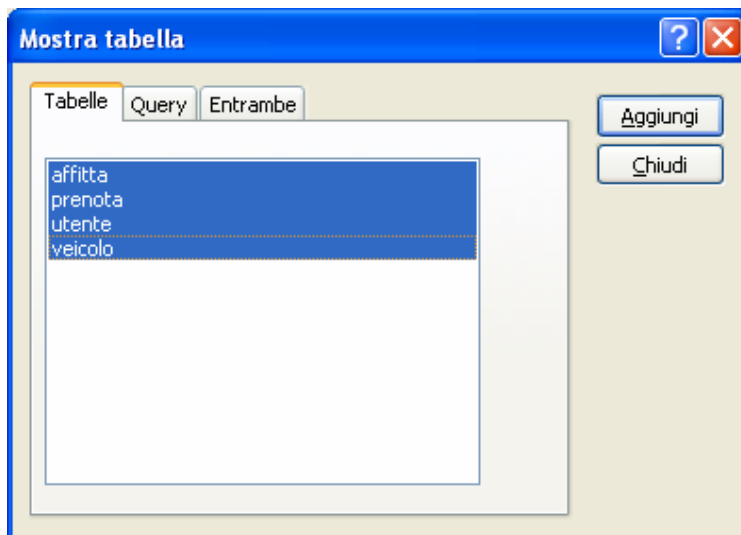 Mostra tabella
Tabelle Query Entrambe
Aggiungi
Chiudi
affitta
prenota
utente
veicolo